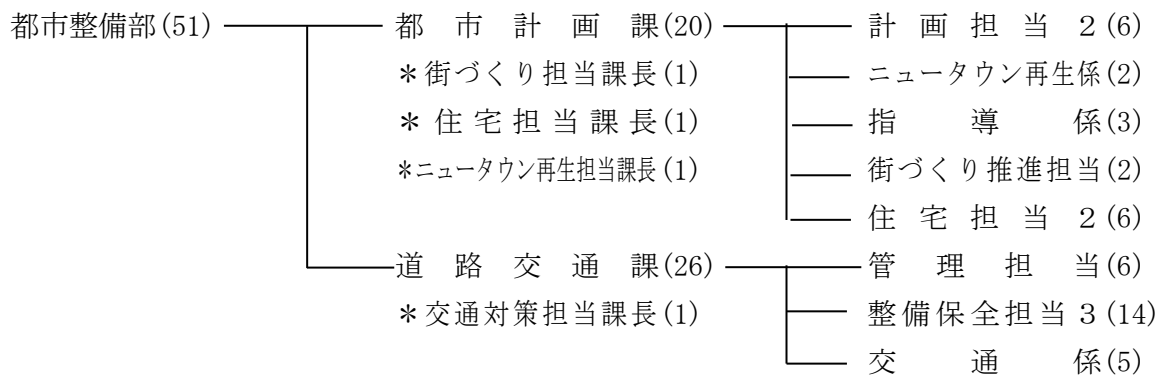 都市整備部(51) 都市計画課(20) 計画担当2(6)
＊街づくり担当課長(1) ニュータウン再生係(2)
＊住宅担当課長(1) 指導係(3)
＊ニュータウン再生担当課長(1) 街づくり推進担当(2)
住宅担当2(6)
道路交通課(26) 管理担当(6)
＊交通対策担当課長(1) 整備保全担当3(14)
交通係(5)